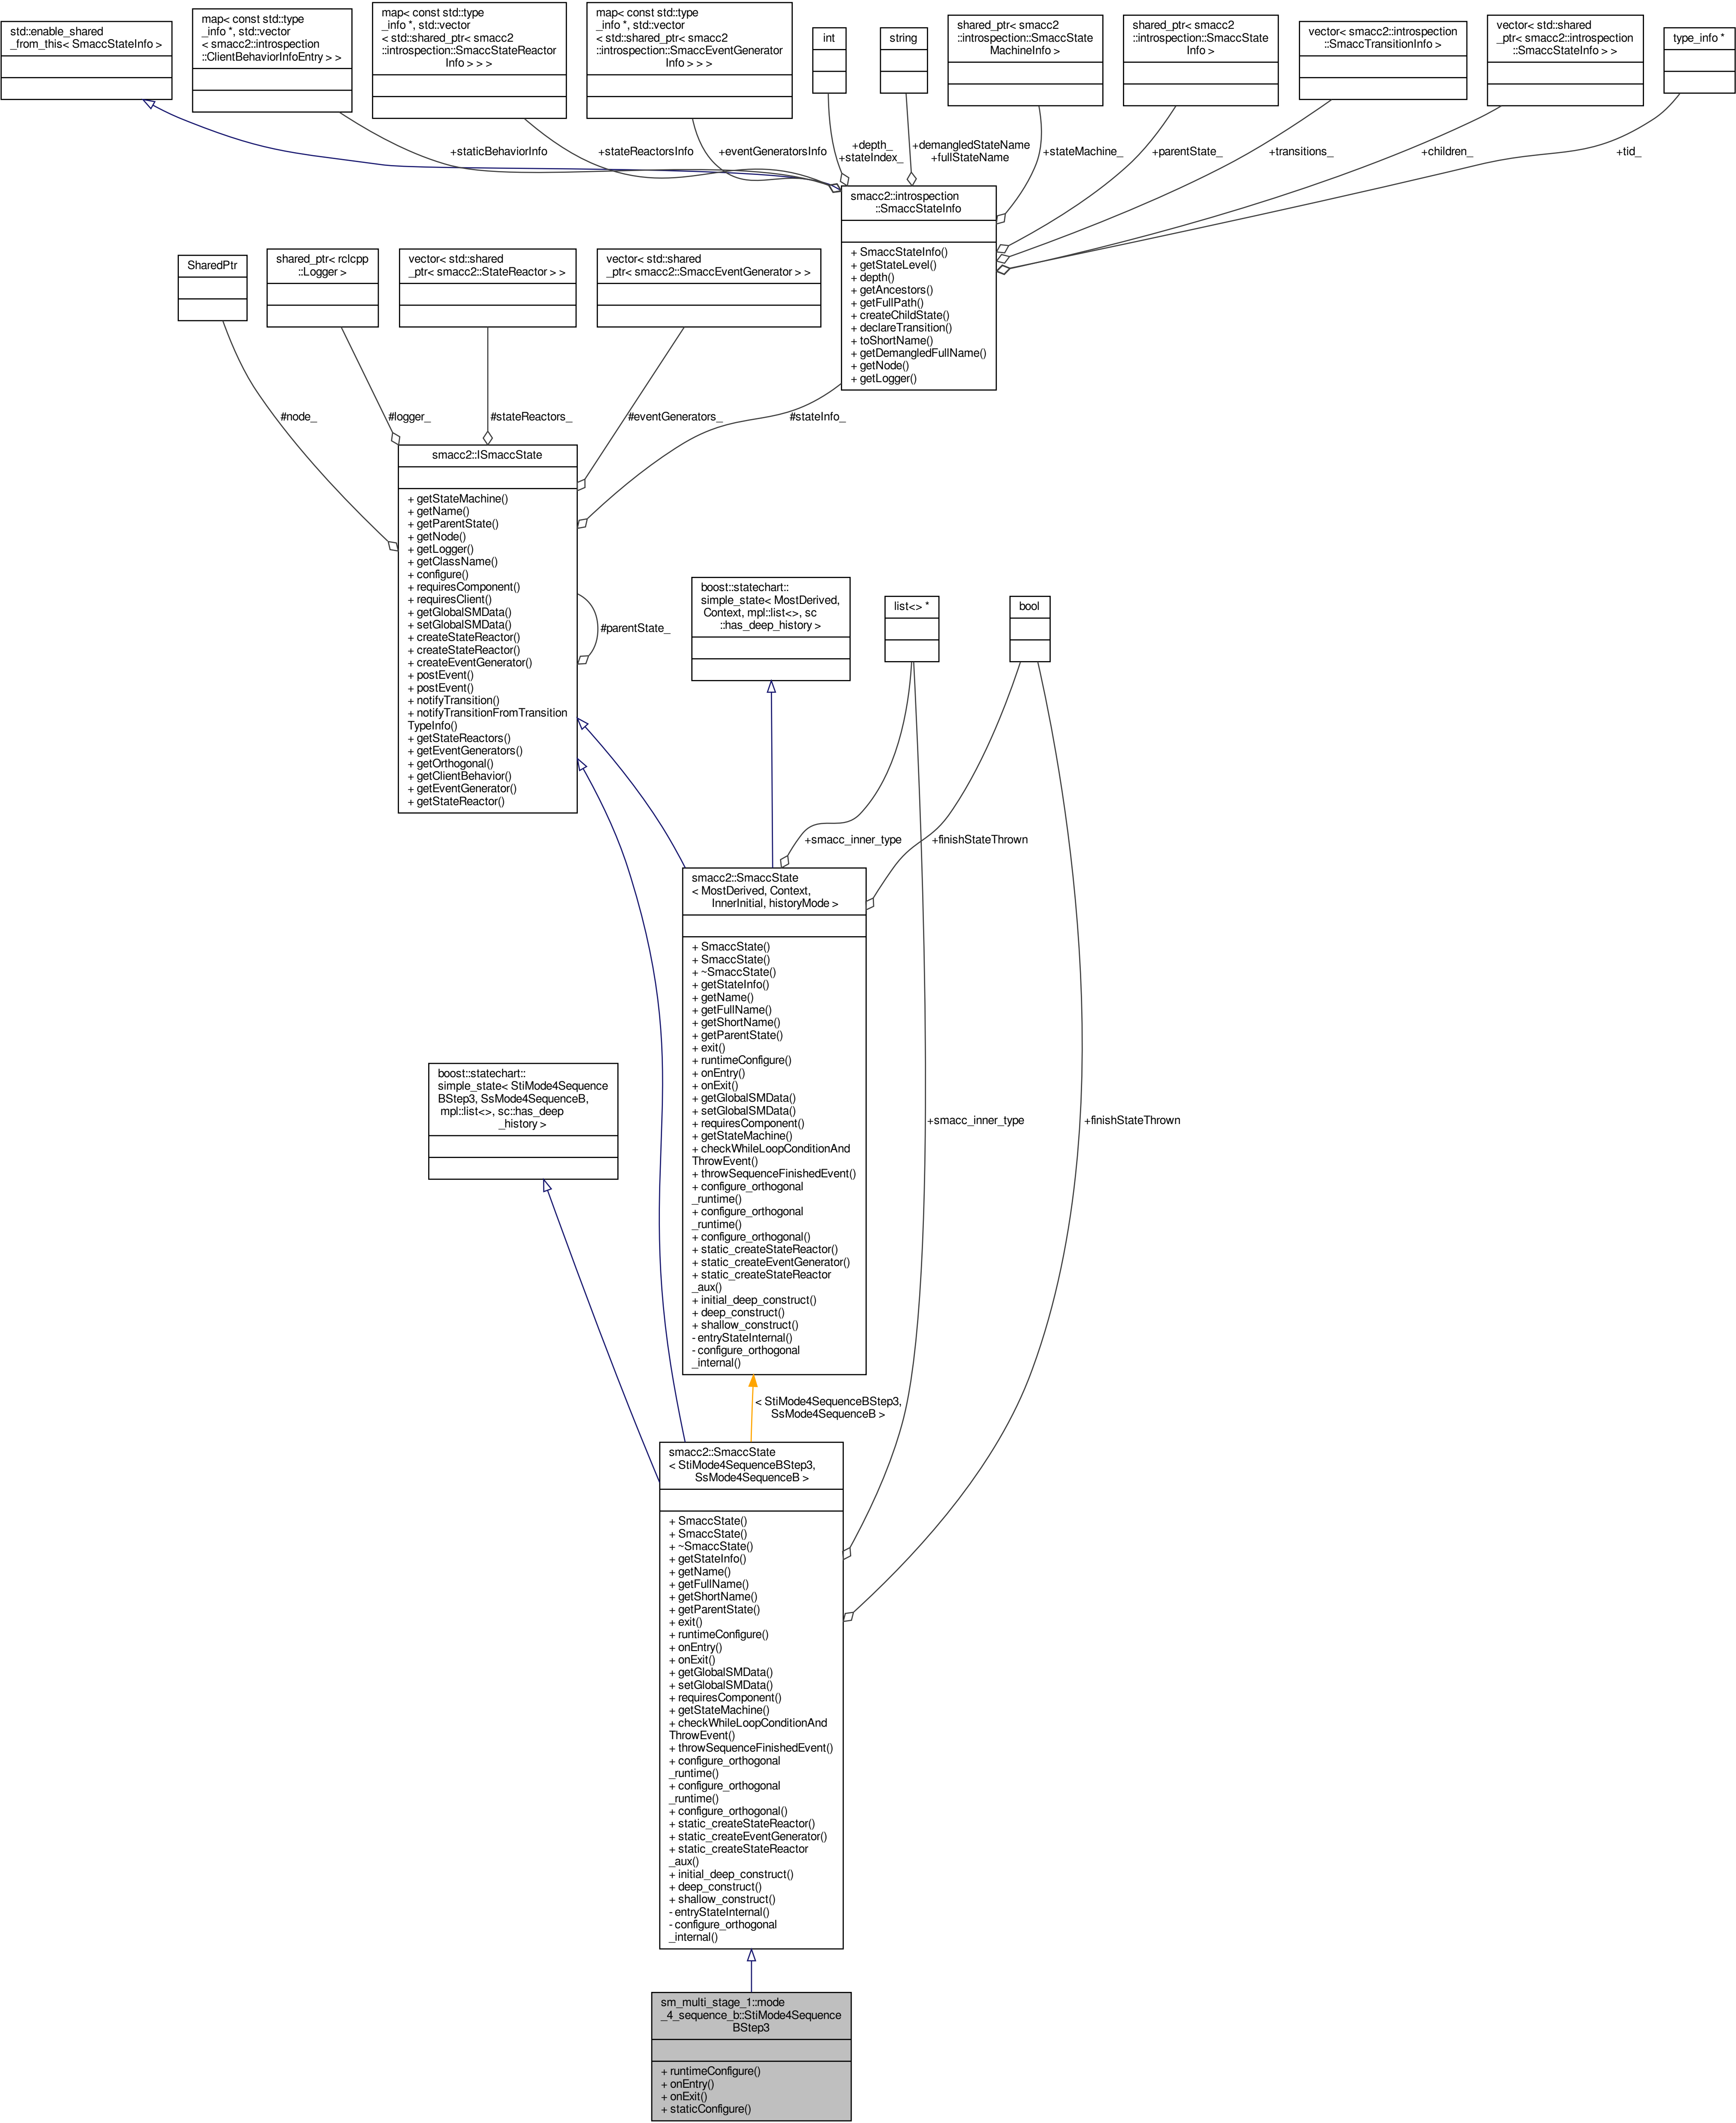 std::enable_shared
_from_this< SmaccStateInfo >
map< const std::type
_info *, std::vector
< smacc2::introspection
::ClientBehaviorInfoEntry > >
map< const std::type
_info *, std::vector
< std::shared_ptr< smacc2
::introspection::SmaccStateReactor
Info > > >
map< const std::type
_info *, std::vector
< std::shared_ptr< smacc2
::introspection::SmaccEventGenerator
Info > > >
int
string
shared_ptr< smacc2
::introspection::SmaccState
MachineInfo >
shared_ptr< smacc2
::introspection::SmaccState
Info >
vector< smacc2::introspection
::SmaccTransitionInfo >
vector< std::shared
_ptr< smacc2::introspection
::SmaccStateInfo > >
type_info *
+staticBehaviorInfo
+stateReactorsInfo
+eventGeneratorsInfo
+depth_
+stateIndex_
+demangledStateName
+fullStateName
+stateMachine_
+parentState_
+transitions_
+children_
+tid_
smacc2::introspection
::SmaccStateInfo
+ SmaccStateInfo()
+ getStateLevel()
+ depth()
+ getAncestors()
+ getFullPath()
+ createChildState()
+ declareTransition()
+ toShortName()
+ getDemangledFullName()
+ getNode()
+ getLogger()
SharedPtr
shared_ptr< rclcpp
::Logger >
vector< std::shared
_ptr< smacc2::StateReactor > >
vector< std::shared
_ptr< smacc2::SmaccEventGenerator > >
#node_
#logger_
#stateReactors_
#eventGenerators_
#stateInfo_
smacc2::ISmaccState
+ getStateMachine()
+ getName()
+ getParentState()
+ getNode()
+ getLogger()
+ getClassName()
+ configure()
+ requiresComponent()
+ requiresClient()
+ getGlobalSMData()
+ setGlobalSMData()
+ createStateReactor()
+ createStateReactor()
+ createEventGenerator()
+ postEvent()
+ postEvent()
+ notifyTransition()
+ notifyTransitionFromTransition
TypeInfo()
+ getStateReactors()
+ getEventGenerators()
+ getOrthogonal()
+ getClientBehavior()
+ getEventGenerator()
+ getStateReactor()
#parentState_
boost::statechart::
simple_state< MostDerived,
Context, mpl::list<>, sc
::has_deep_history >
list<> *
bool
+smacc_inner_type
+finishStateThrown
smacc2::SmaccState
< MostDerived, Context,
InnerInitial, historyMode >
+ SmaccState()
+ SmaccState()
+ ~SmaccState()
+ getStateInfo()
+ getName()
+ getFullName()
+ getShortName()
+ getParentState()
+ exit()
+ runtimeConfigure()
+ onEntry()
+ onExit()
+ getGlobalSMData()
+ setGlobalSMData()
+ requiresComponent()
+ getStateMachine()
+ checkWhileLoopConditionAnd
ThrowEvent()
+ throwSequenceFinishedEvent()
+ configure_orthogonal
_runtime()
+ configure_orthogonal
_runtime()
+ configure_orthogonal()
+ static_createStateReactor()
+ static_createEventGenerator()
+ static_createStateReactor
_aux()
+ initial_deep_construct()
+ deep_construct()
+ shallow_construct()
- entryStateInternal()
- configure_orthogonal
_internal()
boost::statechart::
simple_state< StiMode4Sequence
BStep3, SsMode4SequenceB,
mpl::list<>, sc::has_deep
_history >
+smacc_inner_type
+finishStateThrown
< StiMode4SequenceBStep3,
SsMode4SequenceB >
smacc2::SmaccState
< StiMode4SequenceBStep3,
SsMode4SequenceB >
+ SmaccState()
+ SmaccState()
+ ~SmaccState()
+ getStateInfo()
+ getName()
+ getFullName()
+ getShortName()
+ getParentState()
+ exit()
+ runtimeConfigure()
+ onEntry()
+ onExit()
+ getGlobalSMData()
+ setGlobalSMData()
+ requiresComponent()
+ getStateMachine()
+ checkWhileLoopConditionAnd
ThrowEvent()
+ throwSequenceFinishedEvent()
+ configure_orthogonal
_runtime()
+ configure_orthogonal
_runtime()
+ configure_orthogonal()
+ static_createStateReactor()
+ static_createEventGenerator()
+ static_createStateReactor
_aux()
+ initial_deep_construct()
+ deep_construct()
+ shallow_construct()
- entryStateInternal()
- configure_orthogonal
_internal()
sm_multi_stage_1::mode
_4_sequence_b::StiMode4Sequence
BStep3
+ runtimeConfigure()
+ onEntry()
+ onExit()
+ staticConfigure()